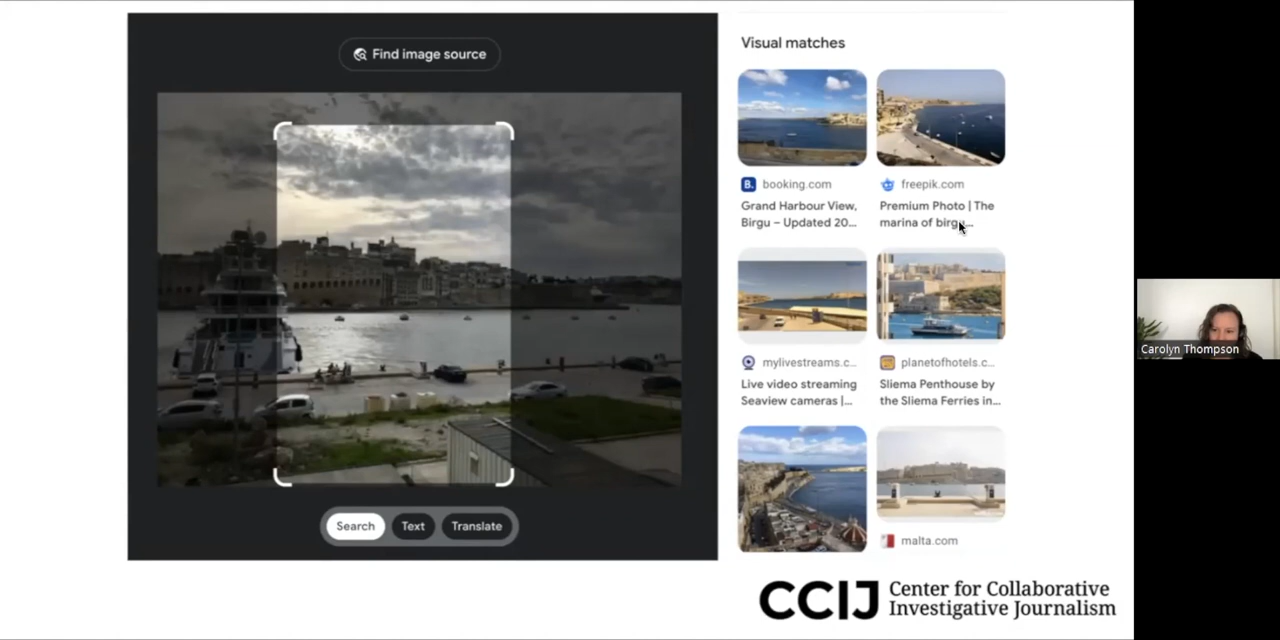 Find image source
Search
Text
Translate
Visual matches
booking.com
Grand Harbour View,
Birgu – Updated 20...
freepik.com
Premium Photo | The
marina of birgu...
mylivestreams.c...
Live video streaming
Seaview cameras |...
planetofhotels.c...
Sliema Penthouse by
the Sliema Ferries in...
malta.com
CCIJ
Center for Collaborative
Investigative Journalism
Carolyn Thompson